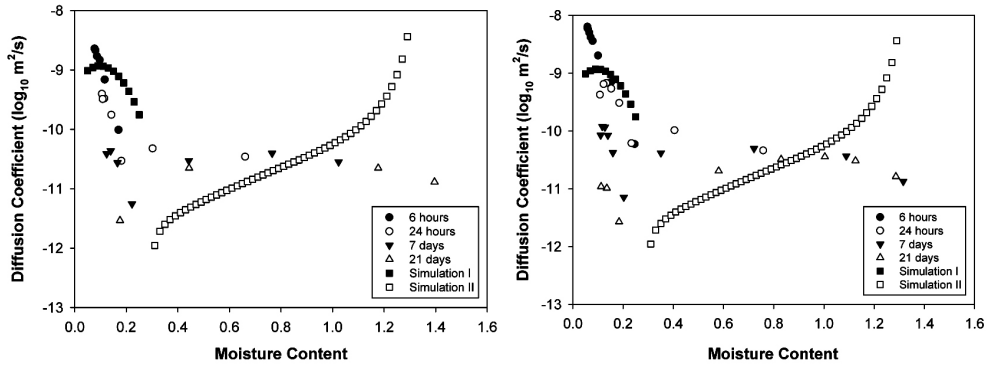 Diffusion Coefficient (log10 m2/s)
-8
-9
-10
-11
-12
-13
6 hours
24 hours
7 days
21 days
Simulation I
Simulation II
0.0 0.2 0.4 0.6 0.8 1.0 1.2 1.4 1.6
Moisture Content
Diffusion Coefficient (log10 m2/s)
-8
-9
-10
-11
-12
-13
6 hours
24 hours
7 days
21 days
Simulation I
Simulation II
0.0 0.2 0.4 0.6 0.8 1.0 1.2 1.4 1.6
Moisture Content